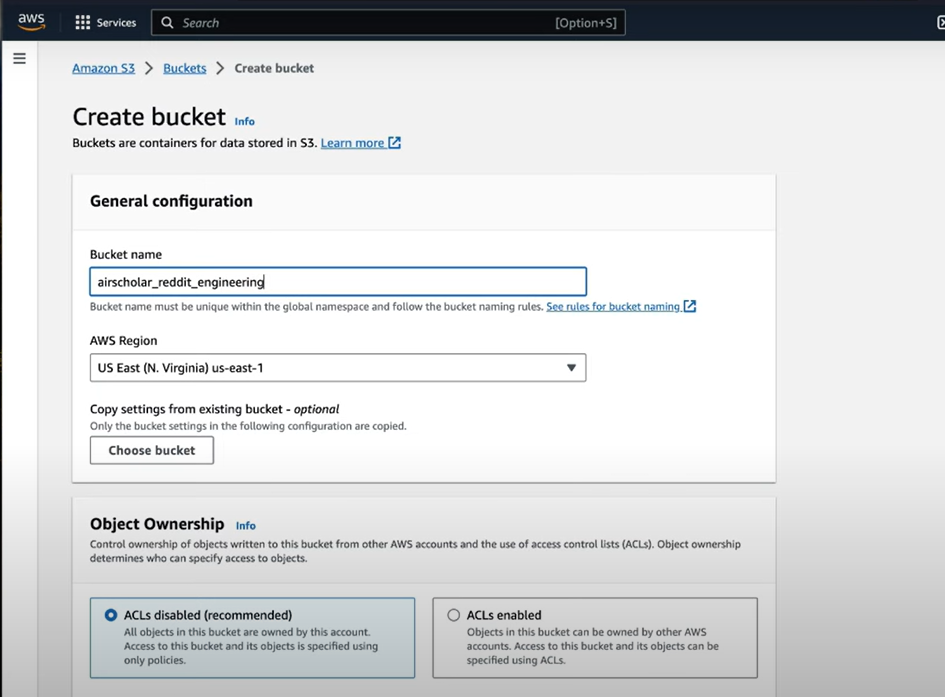 aws
Services
Search
[Option+S]
Amazon S3 > Buckets > Create bucket
Create bucket Info
Buckets are containers for data stored in S3. Learn more
General configuration
Bucket name
airscholar_reddit_engineering
Bucket name must be unique within the global namespace and follow the bucket naming rules. See rules for bucket naming
AWS Region
US East (N. Virginia) us-east-1
Copy settings from existing bucket - optional
Only the bucket settings in the following configuration are copied.
Choose bucket
Object Ownership Info
Control ownership of objects written to this bucket from other AWS accounts and the use of access control lists (ACLs). Object ownership
determines who can specify access to objects.
ACLs disabled (recommended)
All objects in this bucket are owned by this account.
Access to this bucket and its objects is specified using
only policies.
ACLs enabled
Objects in this bucket can be owned by other AWS
accounts. Access to this bucket and its objects can be
specified using ACLs.